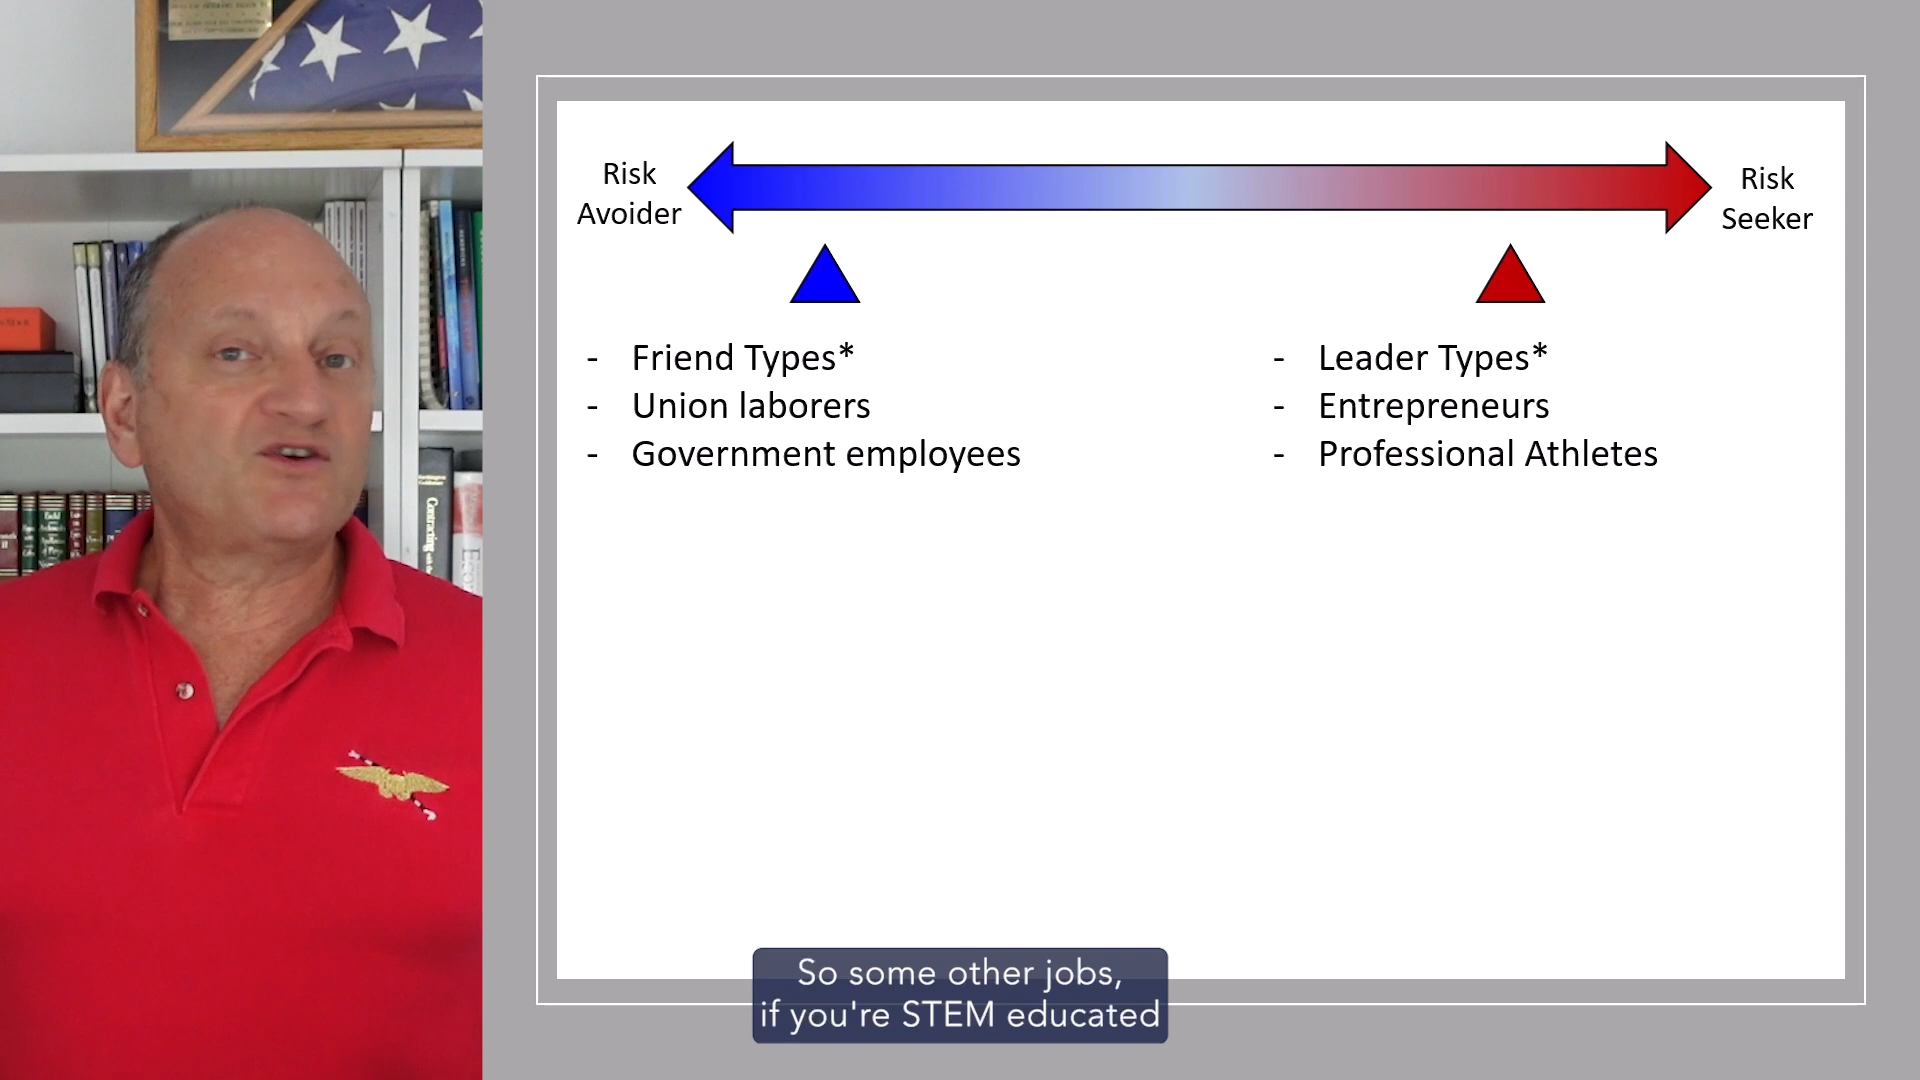 Risk
Avoider
Risk
Seeker
- Friend Types*
- Union laborers
- Government employees
- Leader Types*
- Entrepreneurs
- Professional Athletes
Contracting
So some other jobs,
if you're STEM educated